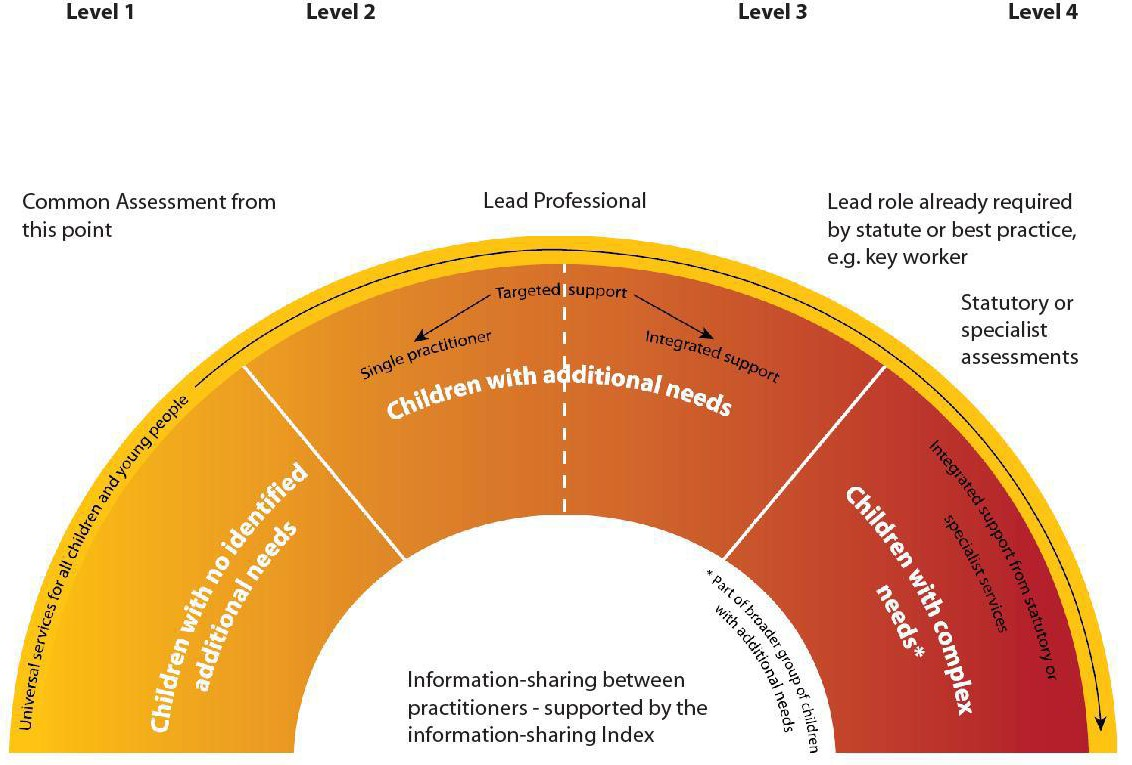 Level 1
Level 2
Level 3
Level 4
Common Assessment from
this point
Lead Professional
Lead role already required
by statute or best practice,
e.g. key worker
Statutory or
specialist
assessments
Universal services for all children and young people
Children with no identified
additional needs
Targeted support
Single practitioner
Integrated support
Children with additional needs
Integrated support from statutory or
specialist services
Children with complex
needs*
* Part of broader group of children
with additional needs
Information-sharing between
practitioners - supported by the
information-sharing Index